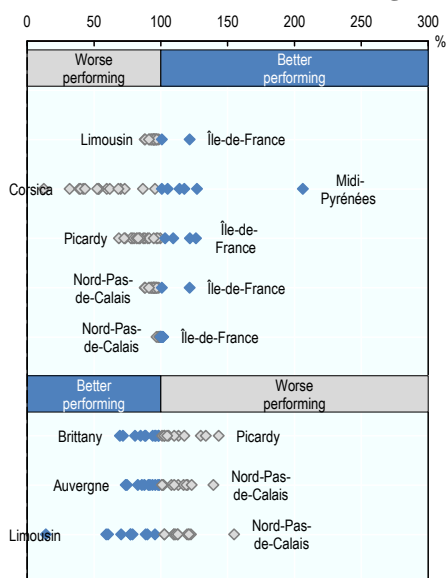 0 50 100 150 200 250 300
%
Worse
performing
Better
performing
Limousin Île-de-France
Corsica Midi-
Pyrénées
Picardy Île-de-
France
Nord-Pas-
de-Calais Île-de-France
Nord-Pas-
de-Calais Île-de-France
Better
performing
Worse
performing
Brittany Picardy
Auvergne Nord-Pas-
de-Calais
Limousin Nord-Pas-
de-Calais